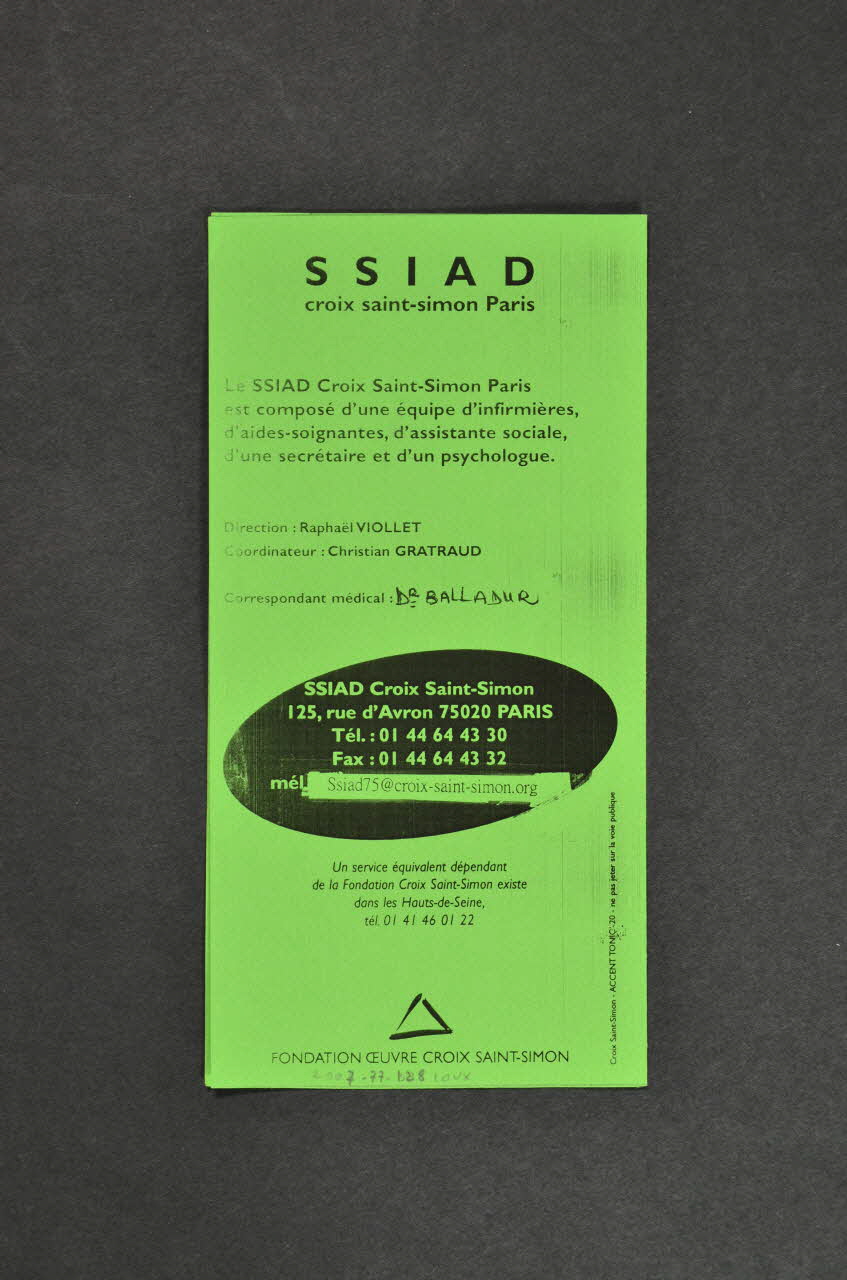 SSIAD
croix saint-simon Paris
Le SSIAD Croix Saint-Simon Paris
est composé d'une équipe d'infirmières,
d'aides-soignantes, d'assistante sociale,
d'une secrétaire et d'un psychologue.
Direction : Raphaël VIOLLET
Coordinateur : Christian GRATRAUD
Correspondant médical : DR BALLADUR
SSIAD Croix Saint-Simon
125, rue d'Avron 75020 PARIS
Tél. : 01 44 64 43 30
Fax : 01 44 64 43 32
mél. Ssiad75@croix-saint-simon.org
Un service équivalent dépendant
de la Fondation Croix Saint-Simon existe
dans les Hauts-de-Seine,
tél. 01 41 46 01 22
Croix Saint-Simon - ACCENT TONIC' 20 - ne pas jeter sur la voie publique
FONDATION ŒUVRE CROIX SAINT-SIMON